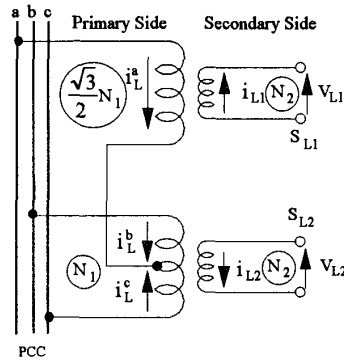 Primary Side Secondary Side
a b c
√3/2 N₁
i_L^a
i_L1
N₂
V_L1
S_L1
S_L2
i_L^b
N₁
i_L^c
i_L2
N₂
V_L2
PCC